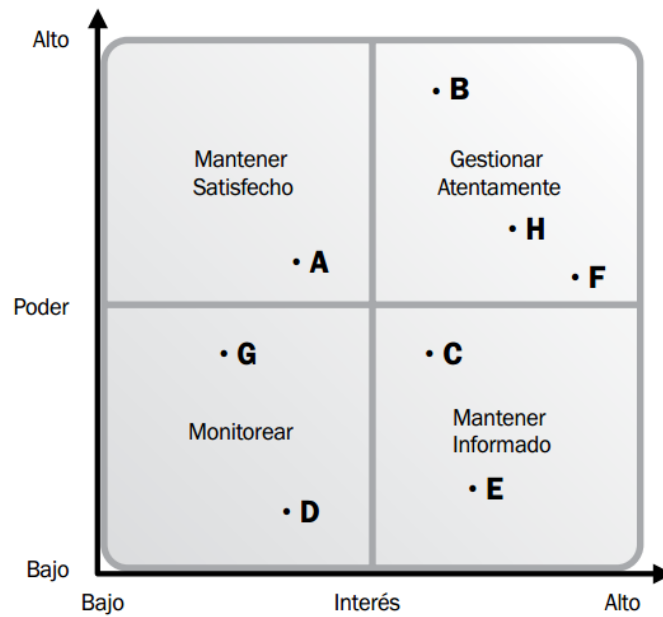 Alto
B
Mantener
Satisfecho
Gestionar
Atentamente
H
A
F
Poder
G
C
Monitorear
Mantener
Informado
E
D
Bajo
Bajo
Interés
Alto